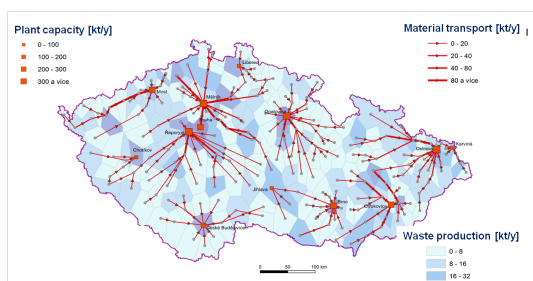 Plant capacity [kt/y]
0 - 100
100 - 200
200 - 300
300 a více
Material transport [kt/y]
0 - 20
20 - 40
40 - 80
80 a více
Liberec
Most
Mělník
Praha
Opatovice
Chotíkov
Karviná
Ostrava
Jihlava
Brno
Otrokovice
České Budějovice
0
50
100 km
Waste production [kt/y]
0 - 8
8 - 16
16 - 32